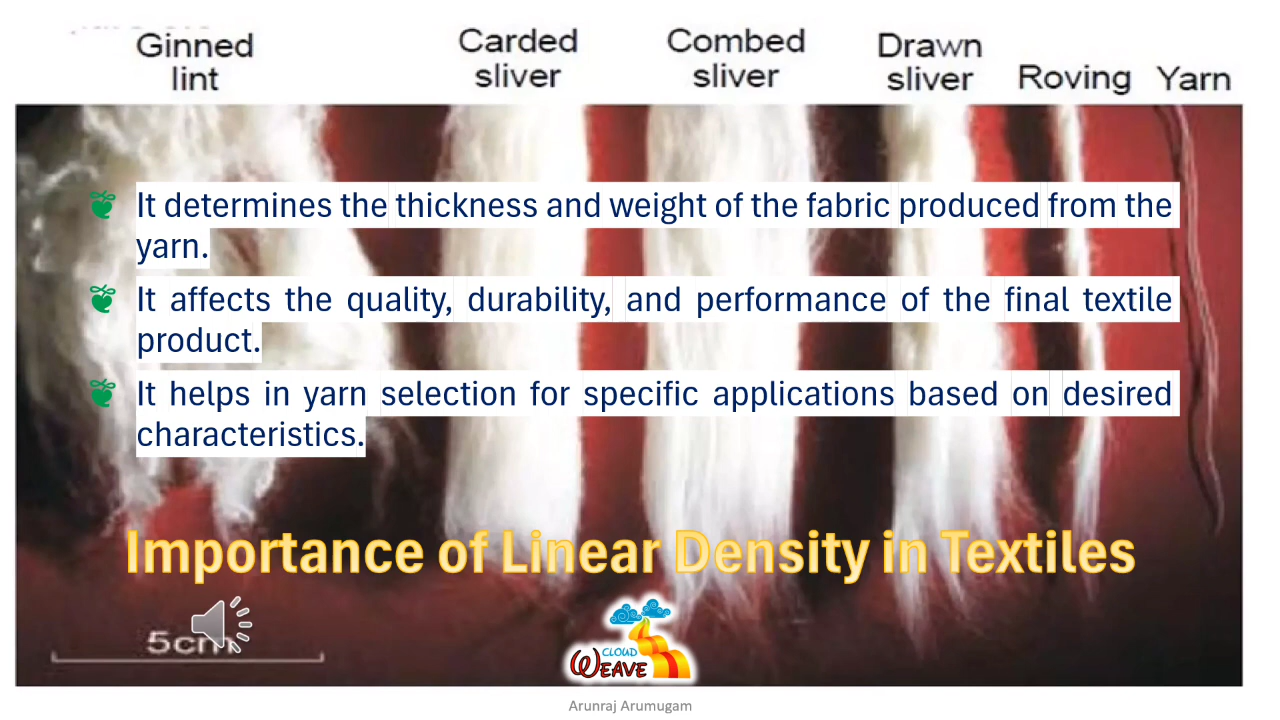 Ginned
lint
Carded
sliver
Combed
sliver
Drawn
sliver
Roving
Yarn
It determines the thickness and weight of the fabric produced from the
yarn.
It affects the quality, durability, and performance of the final textile
product.
It helps in yarn selection for specific applications based on desired
characteristics.
Importance of Linear Density in Textiles
5cm
CLOUD
WEAVE
Arunraj Arumugam